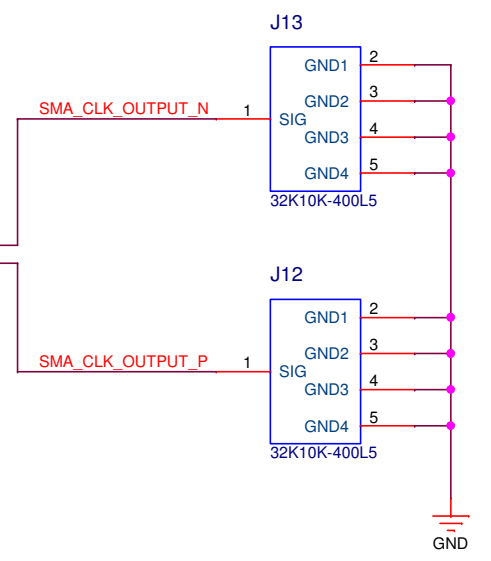 J13
GND1 2
GND2 3
SMA_CLK_OUTPUT_N 1 SIG
GND3 4
GND4 5
32K10K-400L5
J12
GND1 2
GND2 3
SMA_CLK_OUTPUT_P 1 SIG
GND3 4
GND4 5
32K10K-400L5
GND